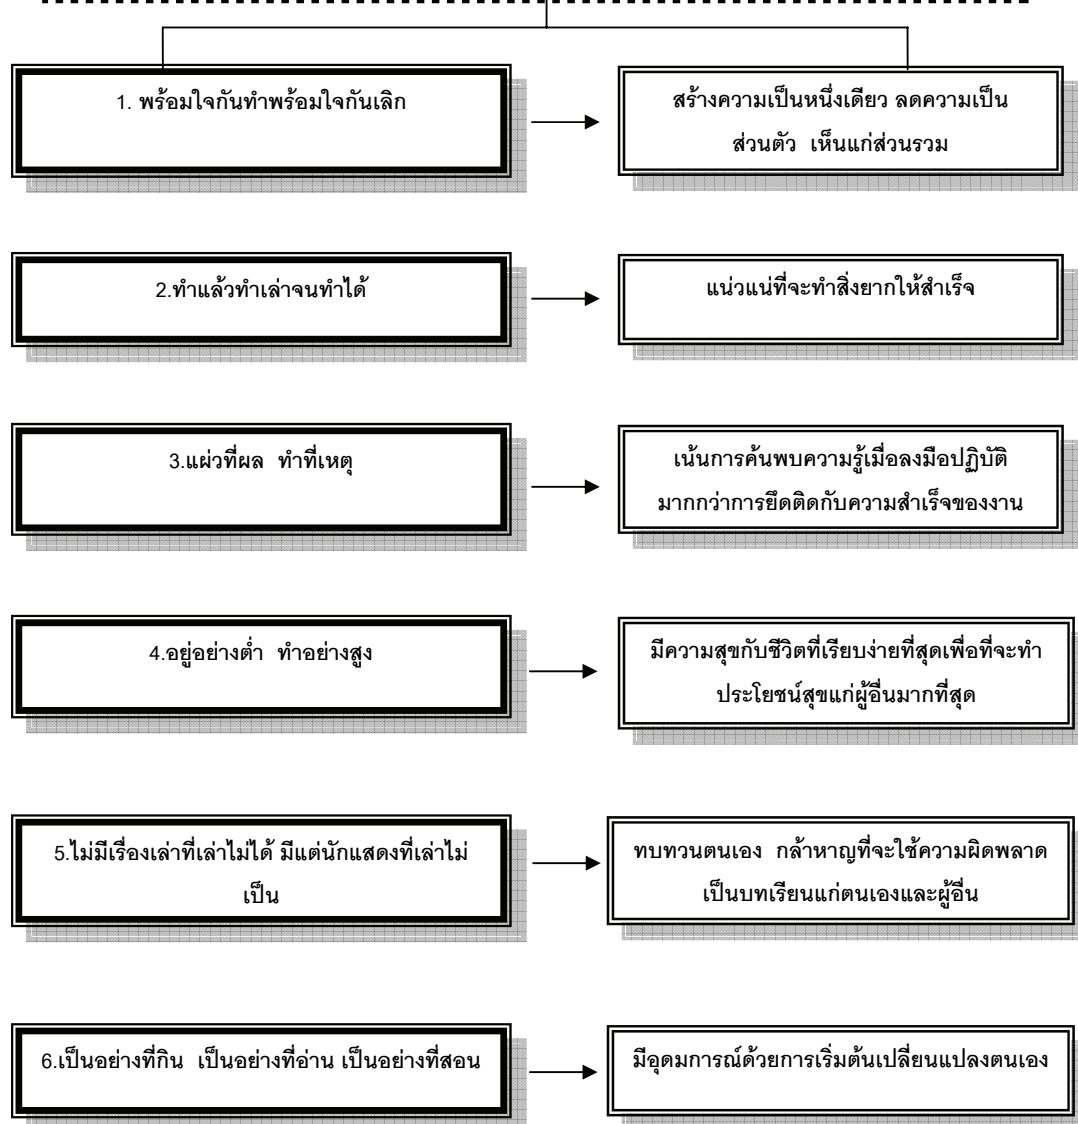 1. พร้อมใจกันทำพร้อมใจกันเลิก
สร้างความเป็นหนึ่งเดียว ลดความเป็น
ส่วนตัว เห็นแก่ส่วนรวม
2.ทำแล้วทำเล่าจนทำได้
แน่วแน่ที่จะทำสิ่งยากให้สำเร็จ
3.แผ่วที่ผล ทำที่เหตุ
เน้นการค้นพบความรู้เมื่อลงมือปฏิบัติ
มากกว่าการยึดติดกับความสำเร็จของงาน
4.อยู่อย่างต่ำ ทำอย่างสูง
มีความสุขกับชีวิตที่เรียบง่ายที่สุดเพื่อที่จะทำ
ประโยชน์สุขแก่ผู้อื่นมากที่สุด
5.ไม่มีเรื่องเล่าที่เล่าไม่ได้ มีแต่นักแสดงที่เล่าไม่
เป็น
ทบทวนตนเอง กล้าหาญที่จะใช้ความผิดพลาด
เป็นบทเรียนแก่ตนเองและผู้อื่น
6.เป็นอย่างที่กิน เป็นอย่างที่อ่าน เป็นอย่างที่สอน
มีอุดมการณ์ด้วยการเริ่มต้นเปลี่ยนแปลงตนเอง